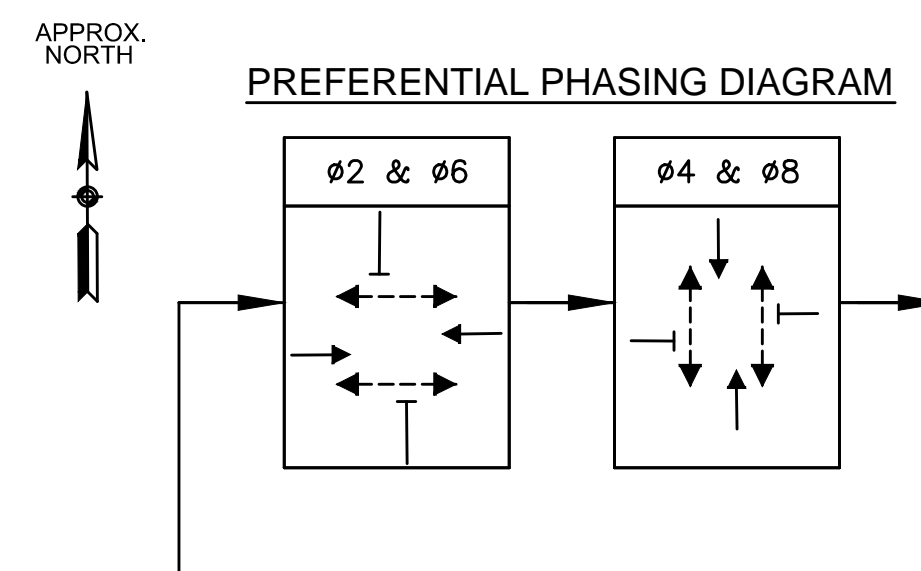 APPROX.
NORTH
PREFERENTIAL PHASING DIAGRAM
ø2 & ø6
ø4 & ø8